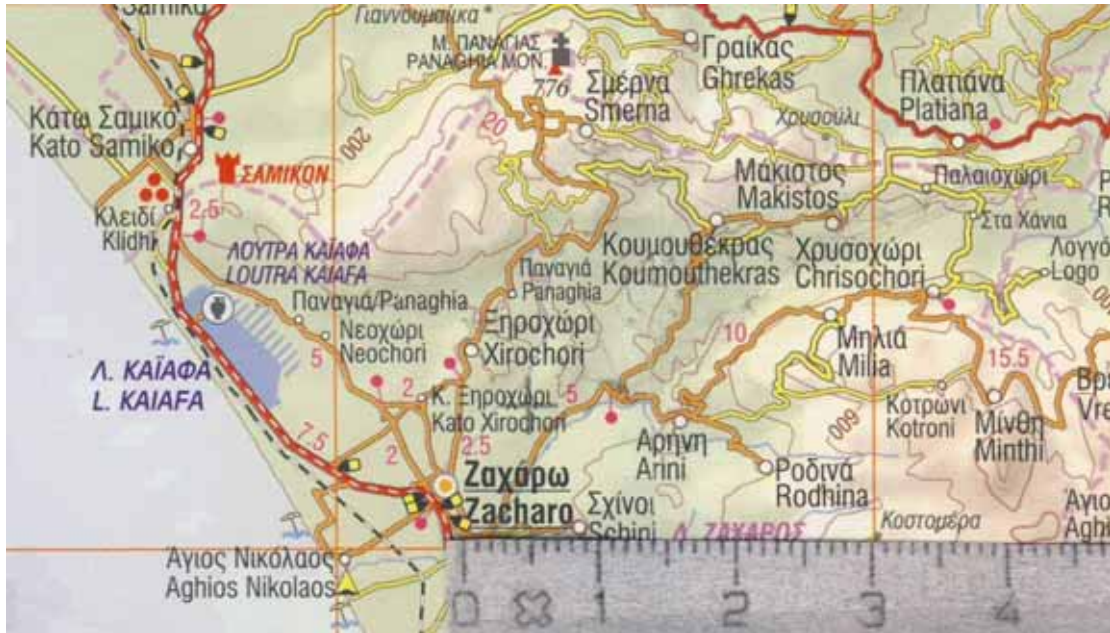 Samika
Γιαννουμαίικα
Μ. ΠΑΝΑΓΙΑΣ
PANAGHIA MON.
776
Σμέρνα
Smerna
Γραίκας
Ghrekas
Πλατιάνα
Platiana
Χρυσούλι
Κάτω Σαμικό
Kato Samiko
ΣΑΜΙΚΟΝ
200
20
Μάκιστος
Makistos
Παλαιοχώρι
Στα Χάνια
Κλειδί
Klidhi
2.5
ΛΟΥΤΡΑ ΚΑΪΑΦΑ
LOUTRA KAIAFA
Κουμουθέκρας
Koumouthekras
Χρυσοχώρι
Chrisochori
Logo
Παναγιά
Panaghia
Παναγιά/Panaghia
Νεοχώρι
Neochori
Ξηροχώρι
Xirochori
10
Μηλιά
Milia
15.5
Λ. ΚΑΪΑΦΑ
L. KAIAFA
5
2
Κ. Ξηροχώρι
Kato Xirochori
5
Κότρωνι
Kotroni
Μίνθη
Minthi
600
7.5
2
2.5
Αρήνη
Arini
Ροδινά
Rodhina
Ζαχάρω
Zacharo
Σχίνοι
Schini
Δ. ΖΑΧΑΡΟΣ
Κοστομέρα
Άγιος Νικόλαος
Aghios Nikolaos
0 1 2 3 4